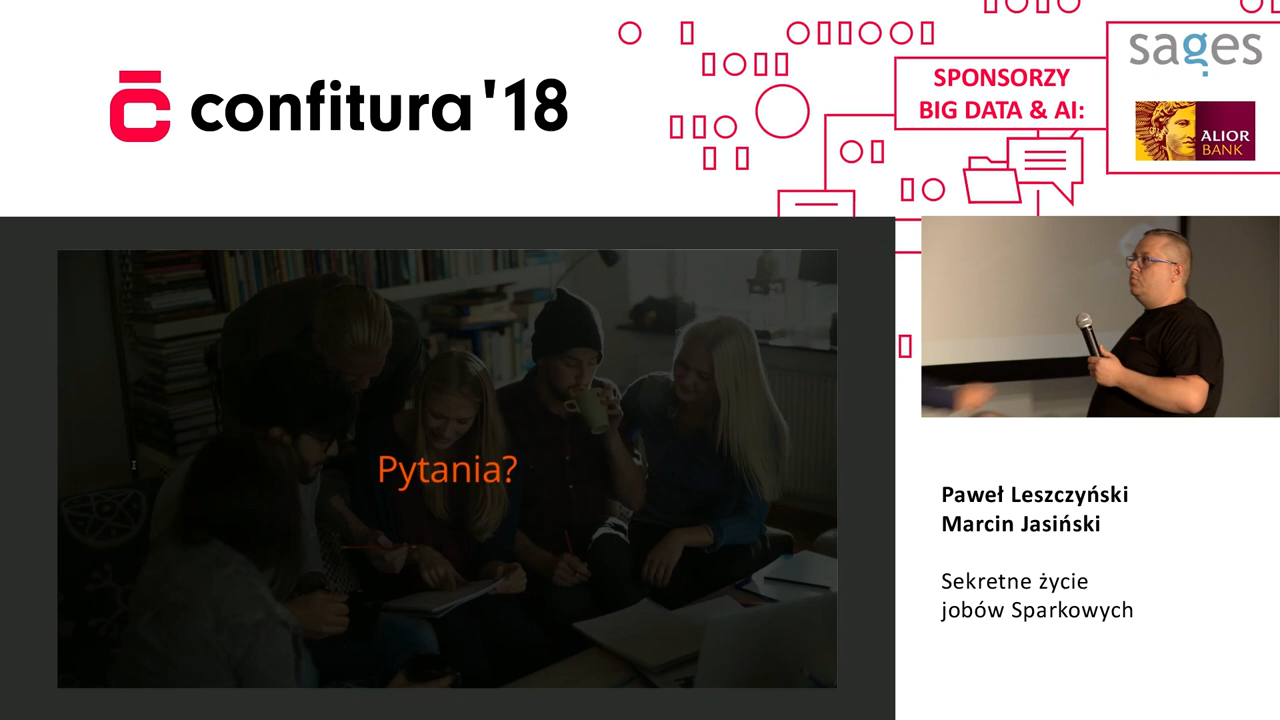 confitura '18
SPONSORZY
BIG DATA & AI:
sages
ALIOR
BANK
Pytania?
Paweł Leszczyński
Marcin Jasiński
Sekretne życie
jobów Sparkowych